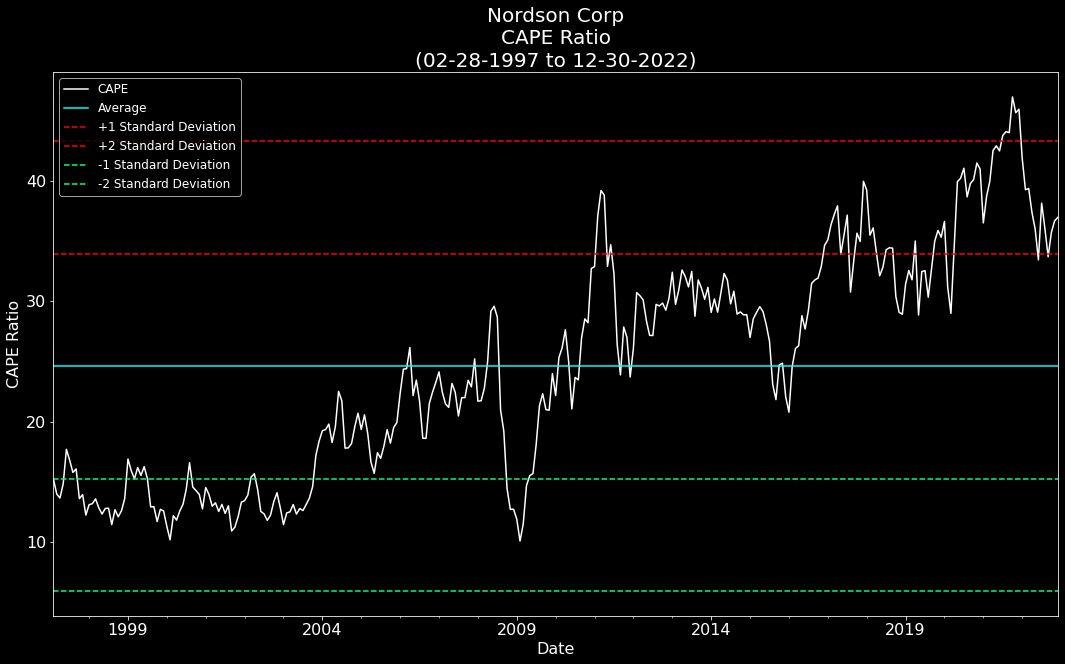 Nordson Corp
CAPE Ratio
(02-28-1997 to 12-30-2022)
CAPE
Average
+1 Standard Deviation
+2 Standard Deviation
-1 Standard Deviation
-2 Standard Deviation
CAPE Ratio
40
30
20
10
1999
2004
2009
2014
2019
Date